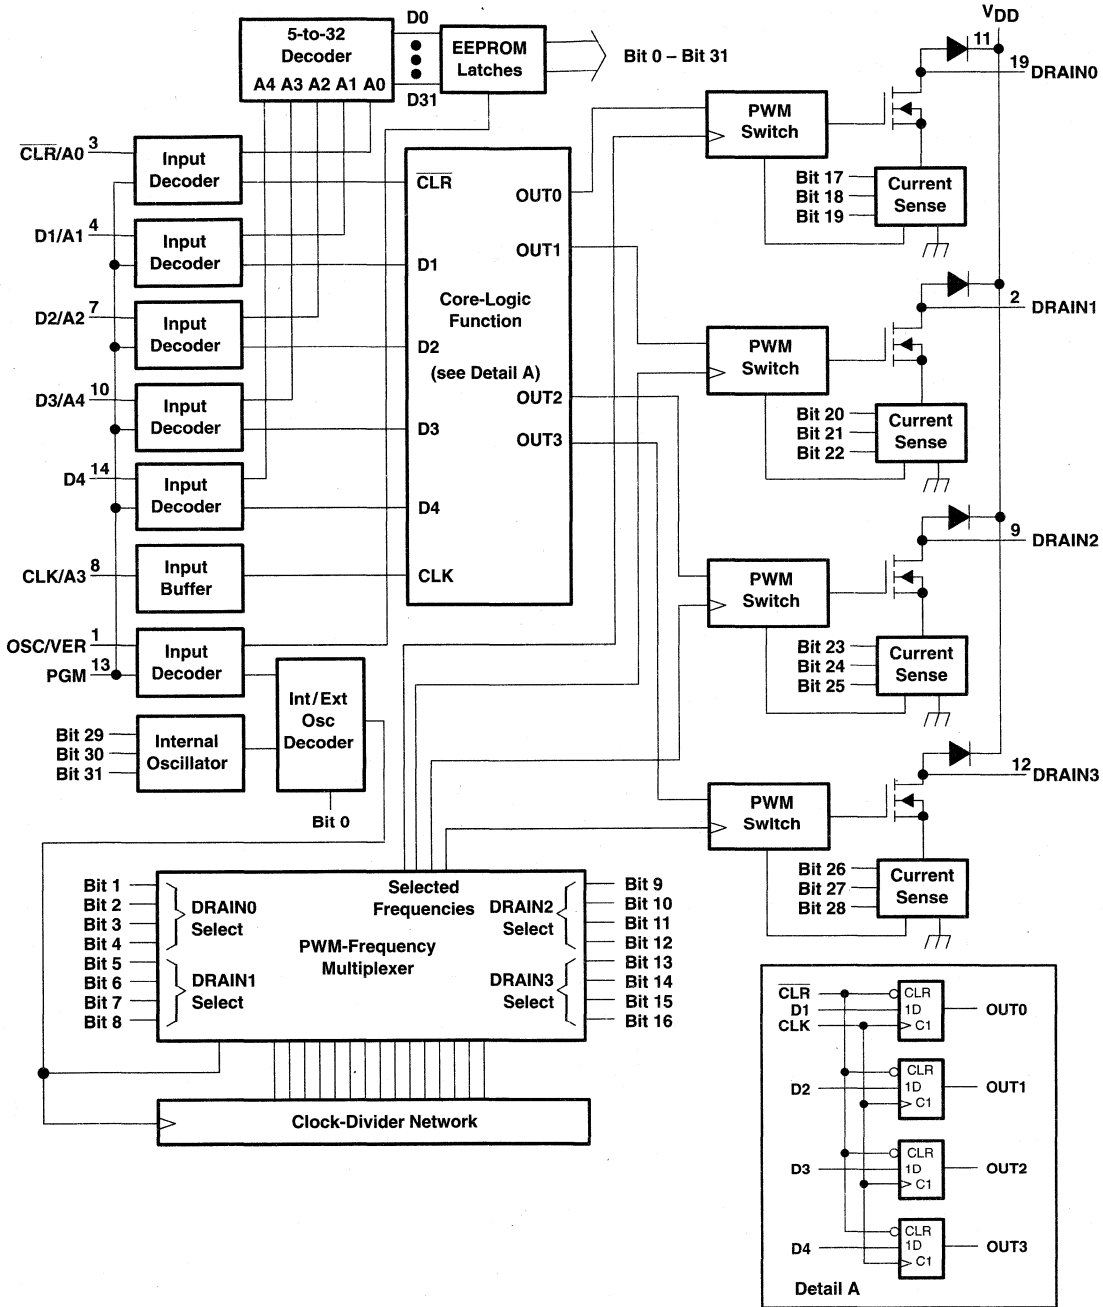 VDD
11
19 DRAIN0
5-to-32
Decoder
A4 A3 A2 A1 A0
D0
D31
EEPROM
Latches
Bit 0 – Bit 31
PWM
Switch
Bit 17
Bit 18
Bit 19
Current
Sense
CLR/A0 3
Input
Decoder
D1/A1 4
Input
Decoder
D2/A2 7
Input
Decoder
D3/A4 10
Input
Decoder
D4 14
Input
Decoder
CLK/A3 8
Input
Buffer
OSC/VER 1
PGM 13
Input
Decoder
CLR
D1
D2
D3
D4
CLK
Core-Logic
Function
(see Detail A)
OUT0
OUT1
OUT2
OUT3
2 DRAIN1
PWM
Switch
Bit 20
Bit 21
Bit 22
Current
Sense
9 DRAIN2
PWM
Switch
Bit 23
Bit 24
Bit 25
Current
Sense
12 DRAIN3
PWM
Switch
Bit 26
Bit 27
Bit 28
Current
Sense
Bit 29
Bit 30
Bit 31
Internal
Oscillator
Int/Ext
Osc
Decoder
Bit 0
Bit 1
Bit 2
Bit 3
Bit 4
Bit 5
Bit 6
Bit 7
Bit 8
DRAIN0
Select
DRAIN1
Select
Selected
Frequencies
PWM-Frequency
Multiplexer
DRAIN2
Select
DRAIN3
Select
Bit 9
Bit 10
Bit 11
Bit 12
Bit 13
Bit 14
Bit 15
Bit 16
Clock-Divider Network
CLR
D1
CLK
CLR
1D
C1
OUT0
D2
CLR
1D
C1
OUT1
D3
CLR
1D
C1
OUT2
D4
CLR
1D
C1
OUT3
Detail A